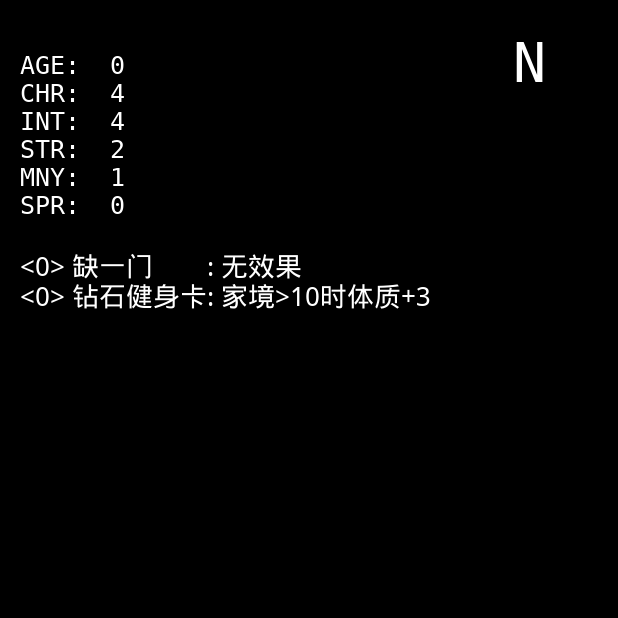 N
AGE: 0
CHR: 4
INT: 4
STR: 2
MNY: 1
SPR: 0
<0> 缺一门 : 无效果
<0> 钻石健身卡: 家境>10时体质+3